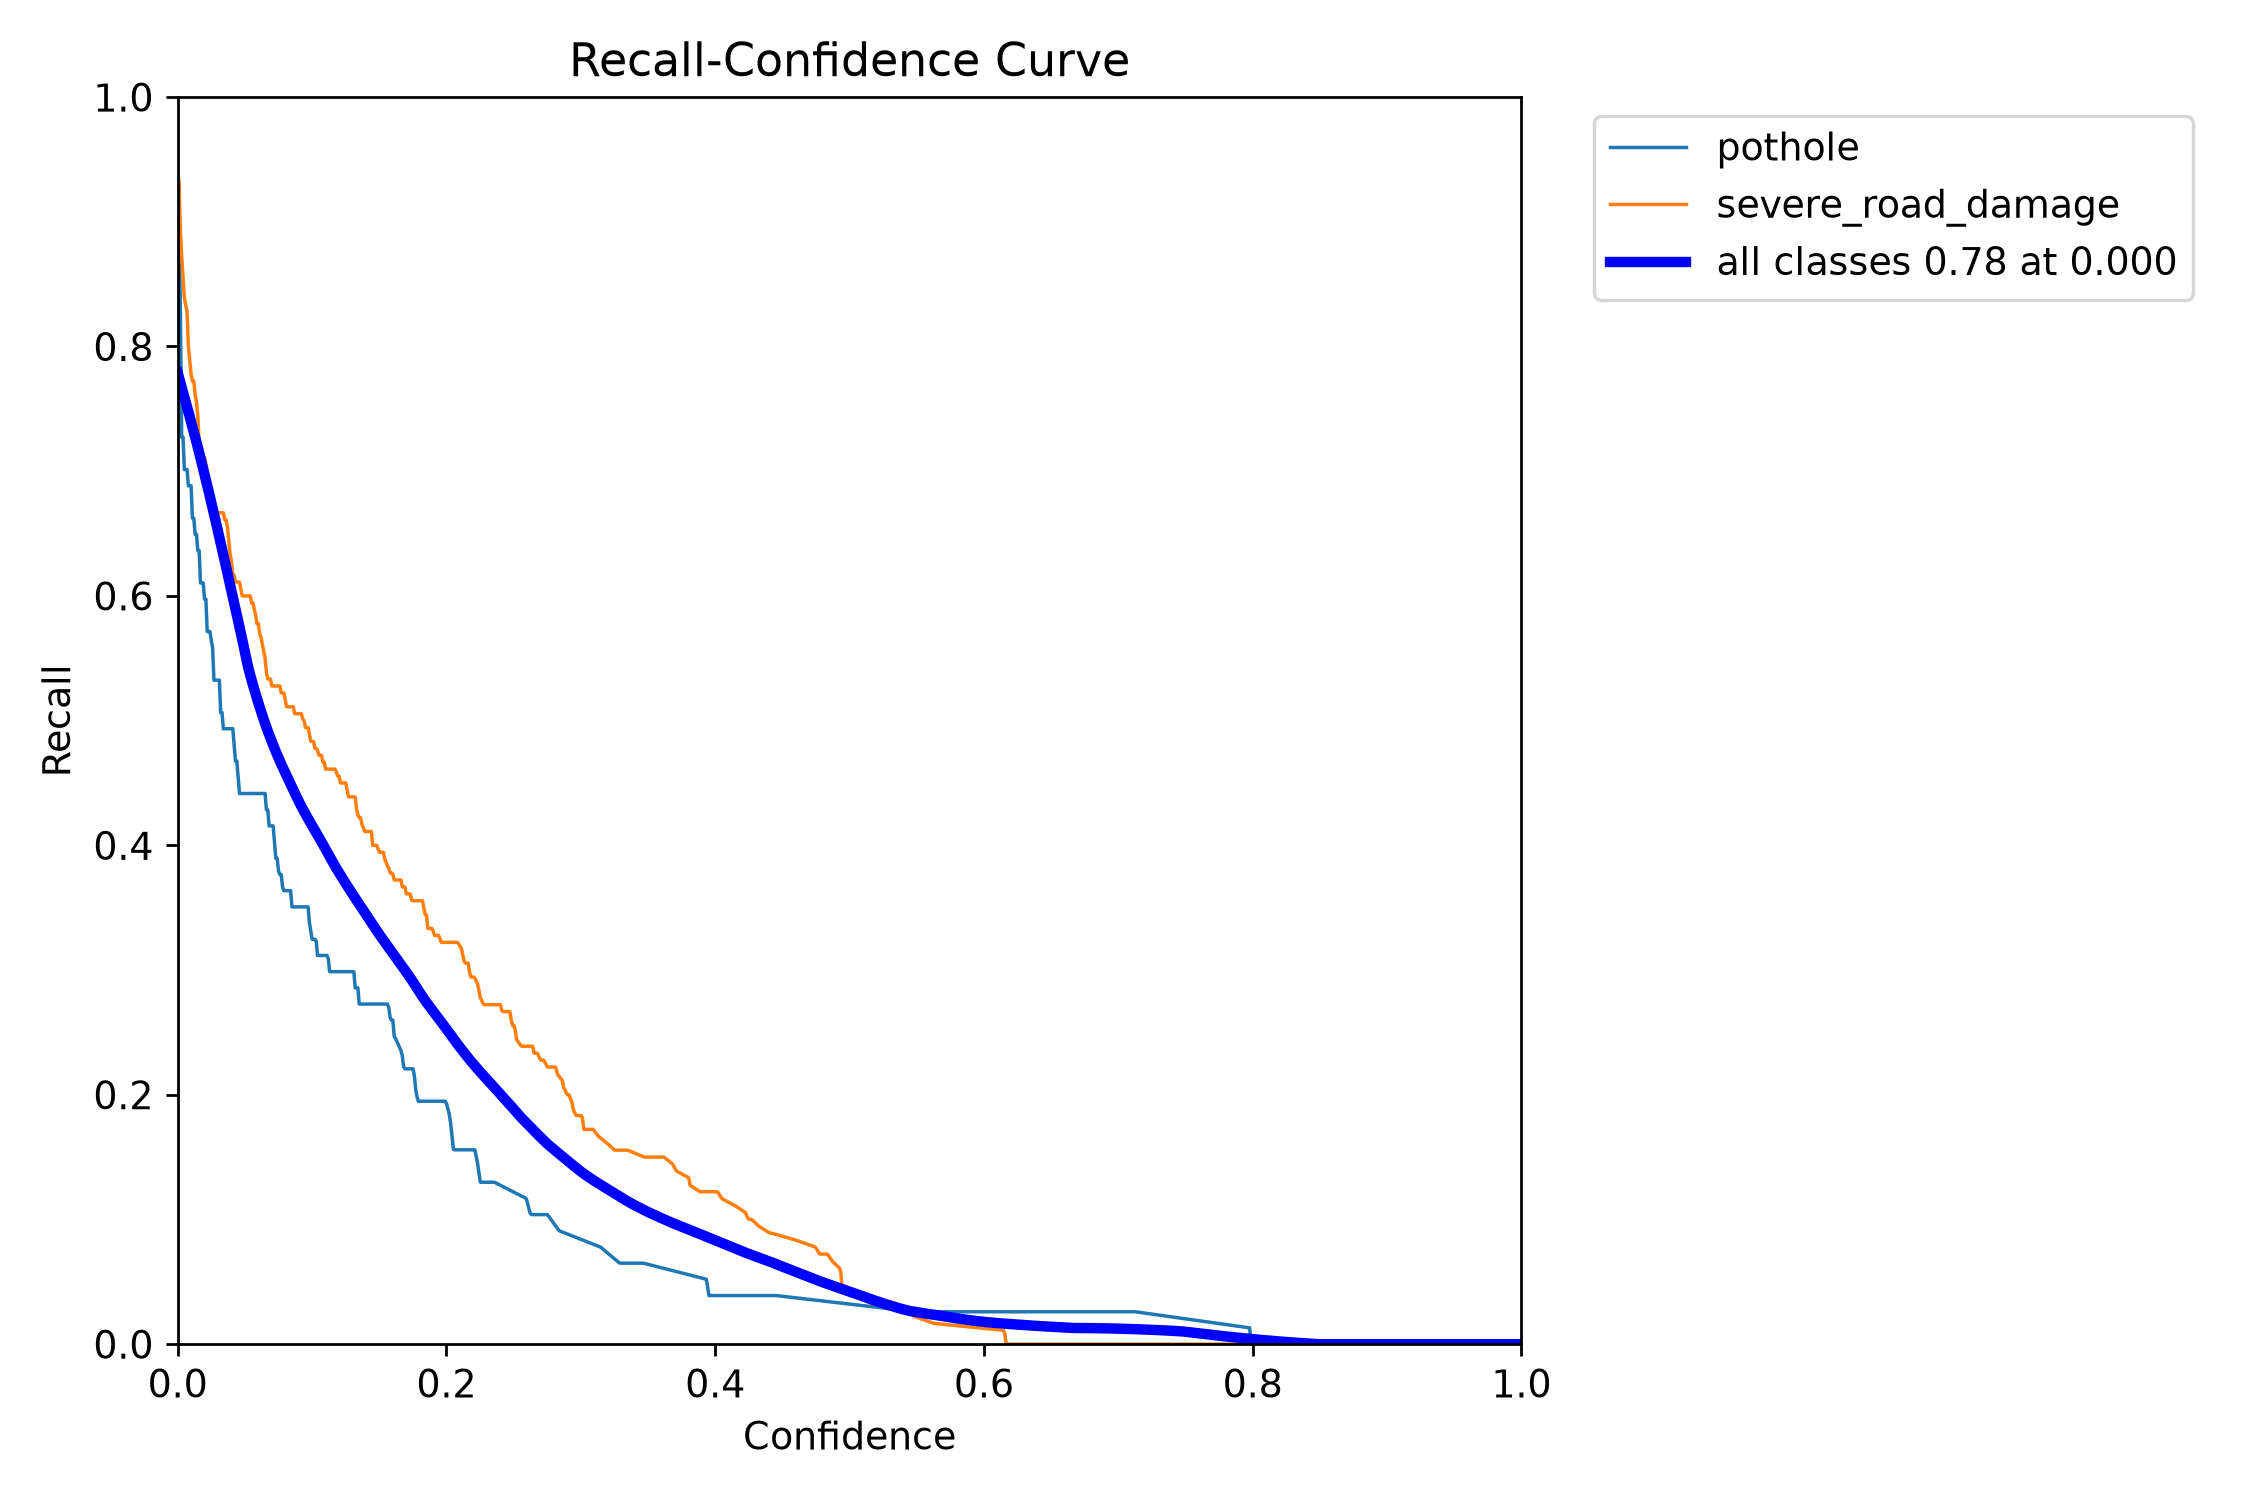 Recall-Confidence Curve
1.0
0.8
0.6
0.4
0.2
0.0
Recall
0.0 0.2 0.4 0.6 0.8 1.0
Confidence
pothole
severe_road_damage
all classes 0.78 at 0.000